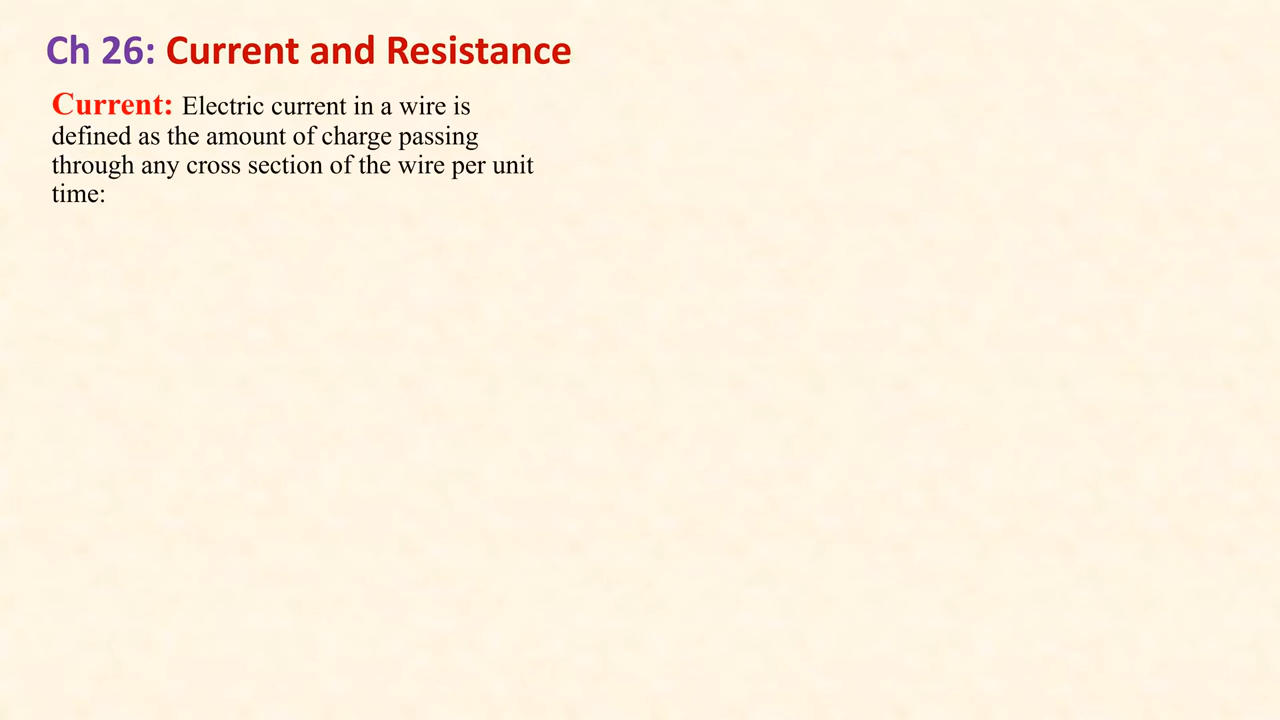 Ch 26: Current and Resistance
Current: Electric current in a wire is
defined as the amount of charge passing
through any cross section of the wire per unit
time: